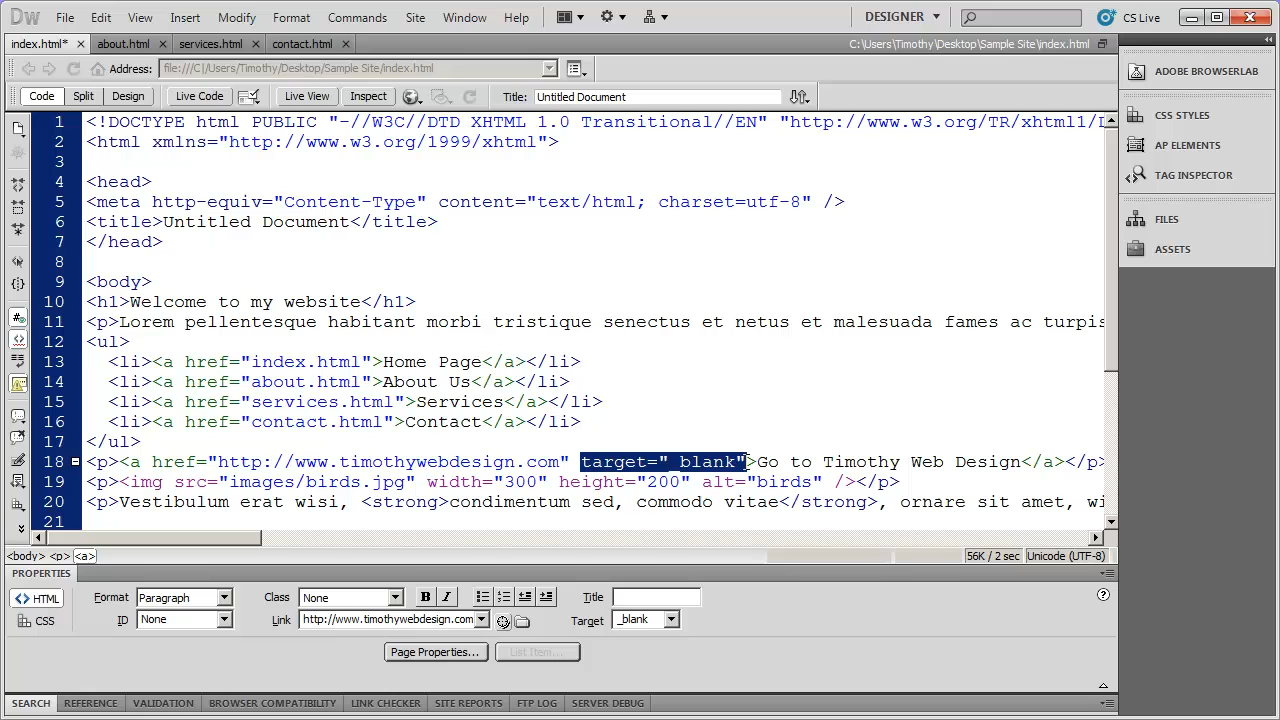 Dw File Edit View Insert Modify Format Commands Site Window Help DESIGNER CS Live
index.html* about.html services.html contact.html C:\Users\Timothy\Desktop\Sample Site\index.html
Address: file:///C|/Users/Timothy/Desktop/Sample Site/index.html
Code Split Design Live Code Live View Inspect Title: Untitled Document
1 <!DOCTYPE html PUBLIC "-//W3C//DTD XHTML 1.0 Transitional//EN" "http://www.w3.org/TR/xhtml1/
2 <html xmlns="http://www.w3.org/1999/xhtml">
3
4 <head>
5 <meta http-equiv="Content-Type" content="text/html; charset=utf-8" />
6 <title>Untitled Document</title>
7 </head>
8
9 <body>
10 <h1>Welcome to my website</h1>
11 <p>Lorem pellentesque habitant morbi tristique senectus et netus et malesuada fames ac turpis
12 <ul>
13 <li><a href="index.html">Home Page</a></li>
14 <li><a href="about.html">About Us</a></li>
15 <li><a href="services.html">Services</a></li>
16 <li><a href="contact.html">Contact</a></li>
17 </ul>
18 <p><a href="http://www.timothywebdesign.com" target="_blank">Go to Timothy Web Design</a></p>
19 <p><img src="images/birds.jpg" width="300" height="200" alt="birds" /></p>
20 <p>Vestibulum erat wisi, <strong>condimentum sed, commodo vitae</strong>, ornare sit amet, wi
21
<body> <p> <a> 56K / 2 sec Unicode (UTF-8)
PROPERTIES
HTML Format Paragraph Class None B I Title
CSS ID None Link http://www.timothywebdesign.com Target _blank
Page Properties... List Item...
SEARCH REFERENCE VALIDATION BROWSER COMPATIBILITY LINK CHECKER SITE REPORTS FTP LOG SERVER DEBUG
ADOBE BROWSERLAB
CSS STYLES
AP ELEMENTS
TAG INSPECTOR
FILES
ASSETS